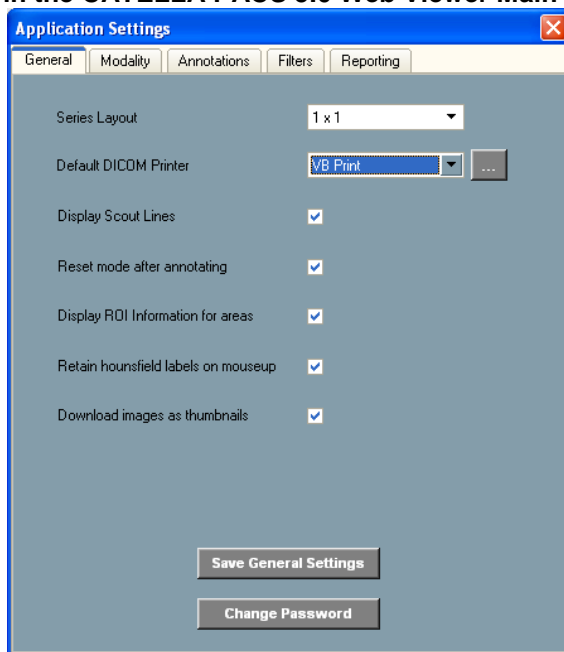 Application Settings
General Modality Annotations Filters Reporting
Series Layout 1 x 1
Default DICOM Printer VB Print ...
Display Scout Lines
Reset mode after annotating
Display ROI Information for areas
Retain hounsfield labels on mouseup
Download images as thumbnails
Save General Settings
Change Password